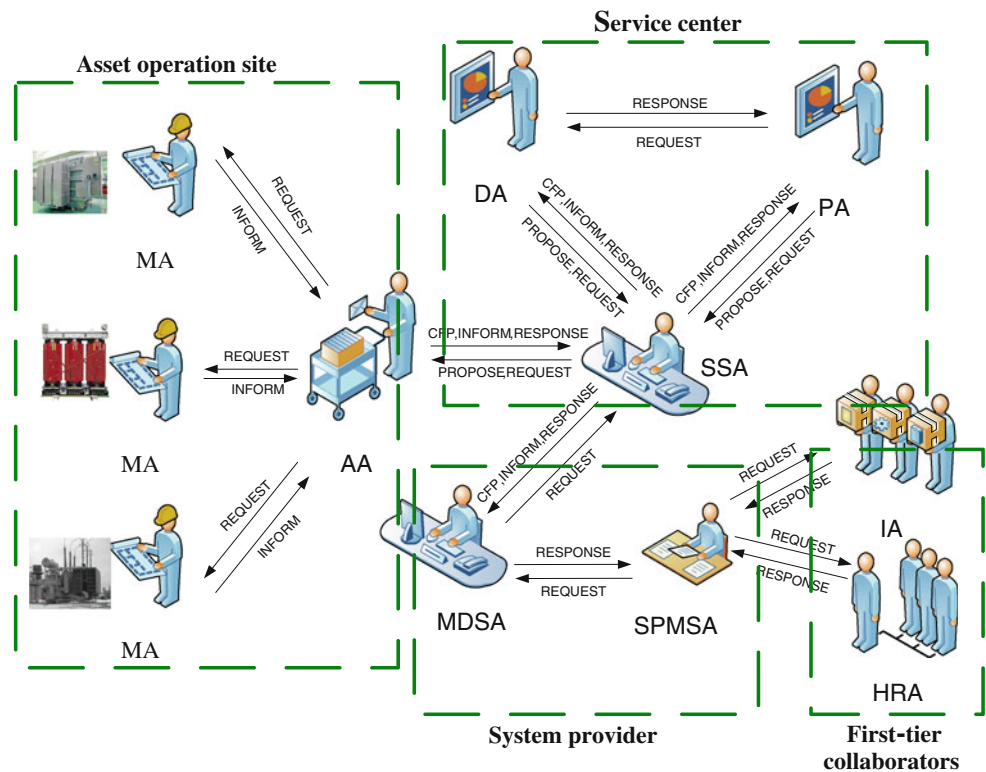 Service center
Asset operation site
RESPONSE
REQUEST
DA
PA
REQUEST
INFORM
MA
CFP,INFORM,RESPONSE
PROPOSE,REQUEST
CFP,INFORM,RESPONSE
PROPOSE,REQUEST
CFP,INFORM,RESPONSE
PROPOSE,REQUEST
SSA
REQUEST
INFORM
MA
AA
CFP,INFORM,RESPONSE
REQUEST
REQUEST
RESPONSE
REQUEST
INFORM
IA
REQUEST
RESPONSE
RESPONSE
REQUEST
MDSA
SPMSA
MA
HRA
System provider
First-tier
collaborators